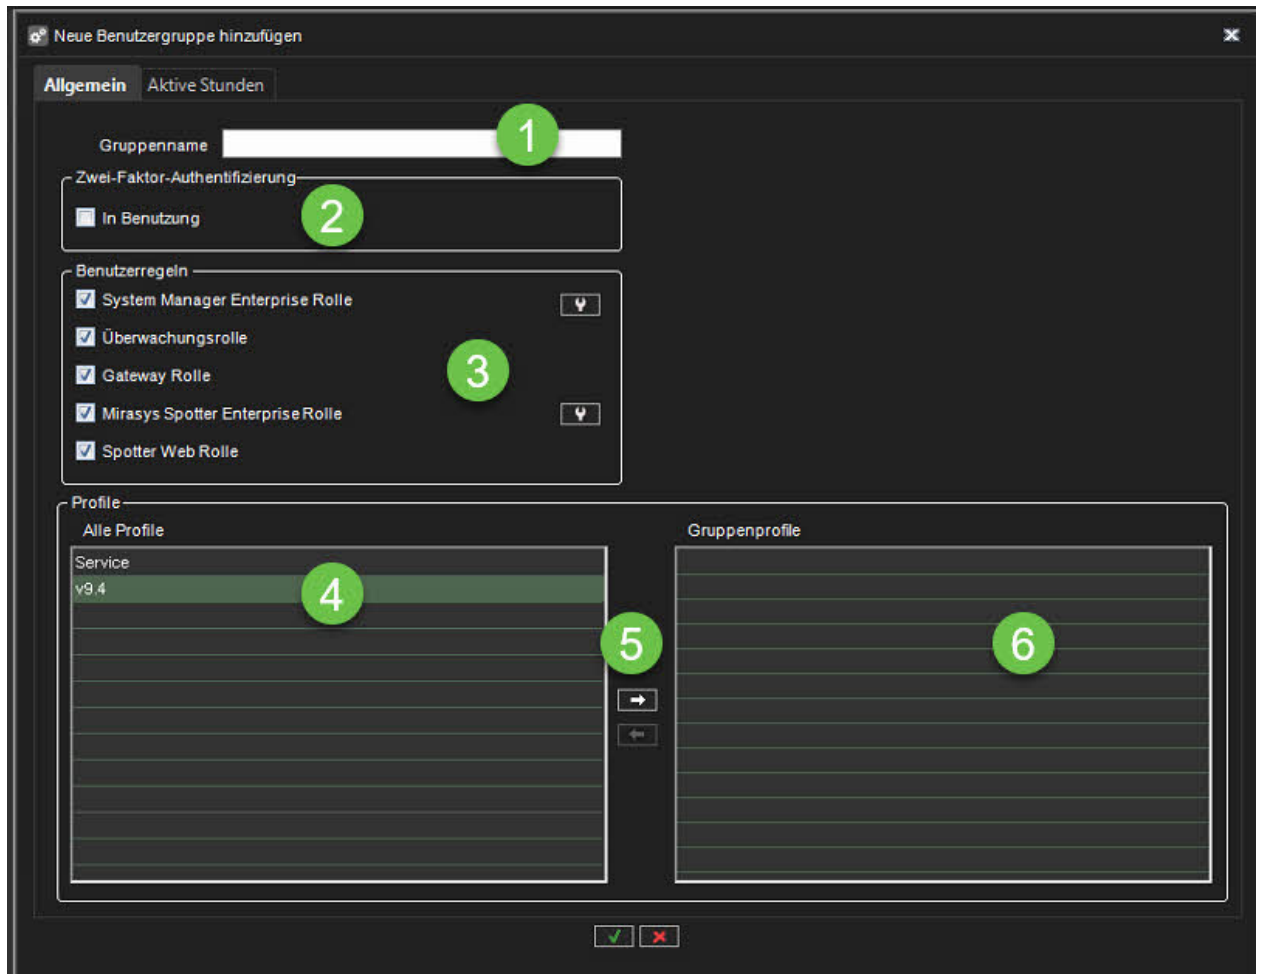 Neue Benutzergruppe hinzufügen
Allgemein Aktive Stunden
Gruppenname 1
Zwei-Faktor-Authentifizierung
In Benutzung 2
Benutzerregeln
System Manager Enterprise Rolle
Überwachungsrolle
Gateway Rolle 3
Mirasys Spotter Enterprise Rolle
Spotter Web Rolle
Profile
Alle Profile Gruppenprofile
Service
v9.4 4
5 6